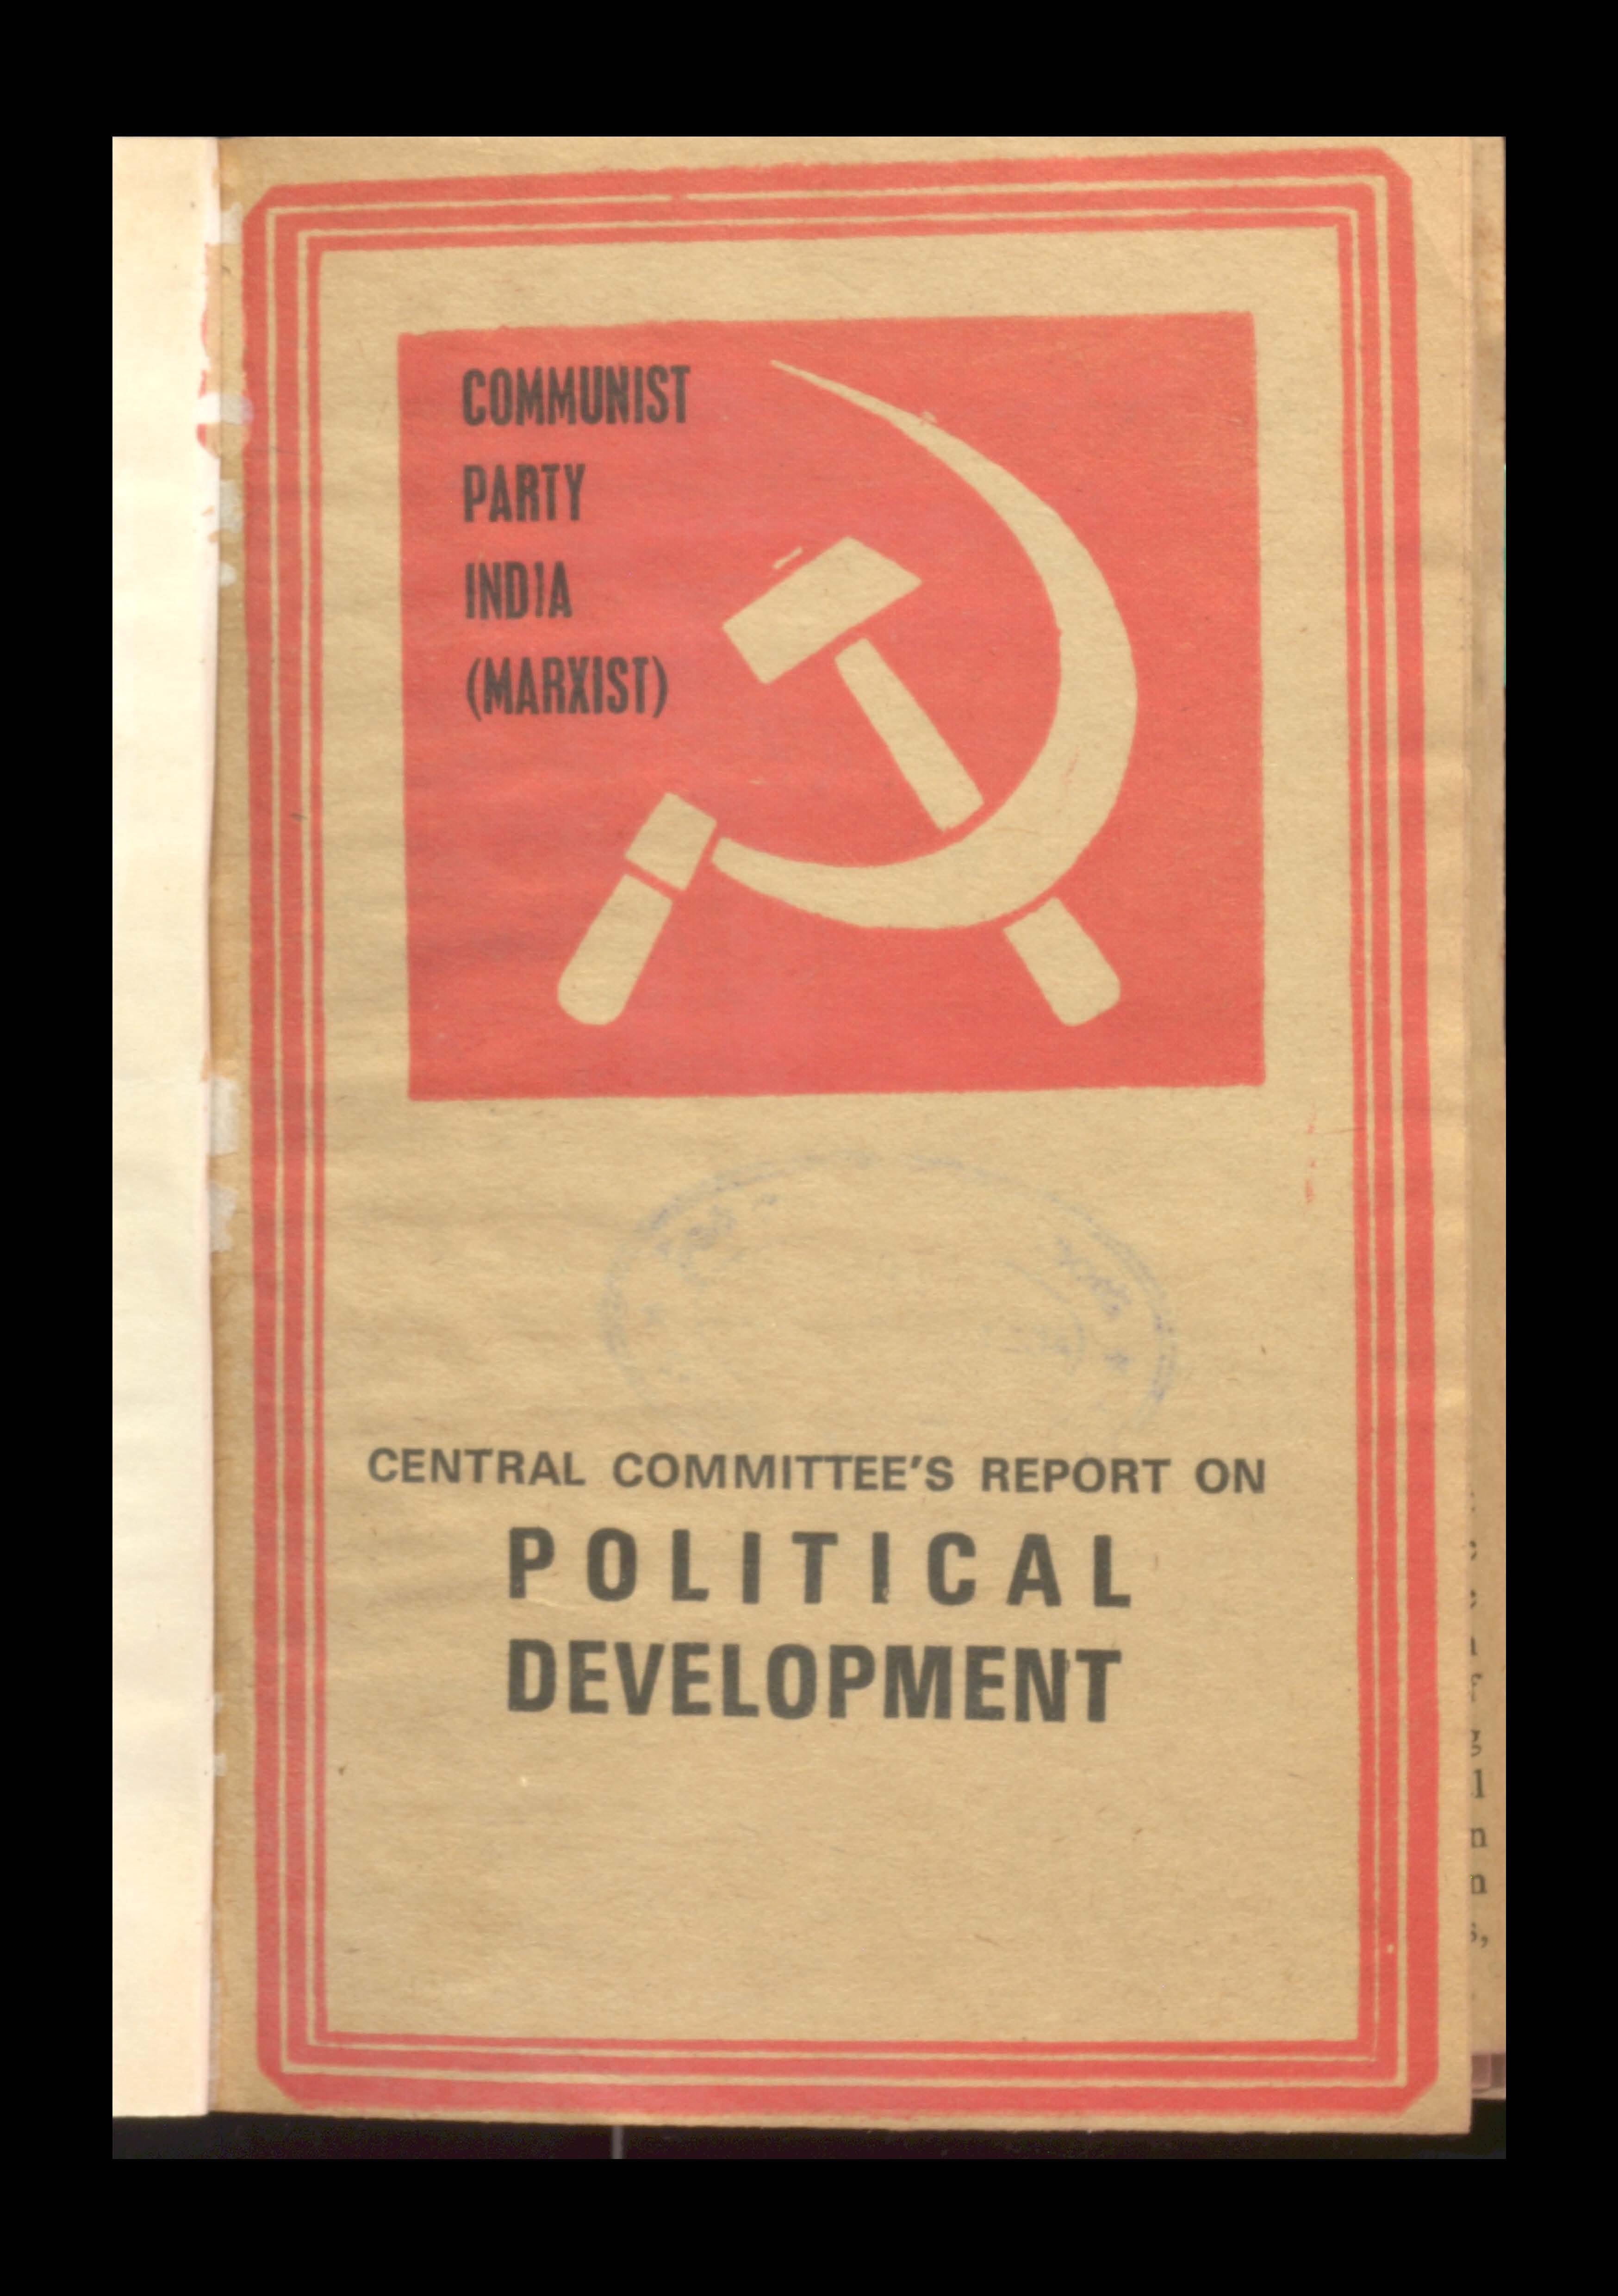 COMMUNIST
PARTY
INDIA
(MARXIST)
CENTRAL COMMITTEE'S REPORT ON
POLITICAL
DEVELOPMENT